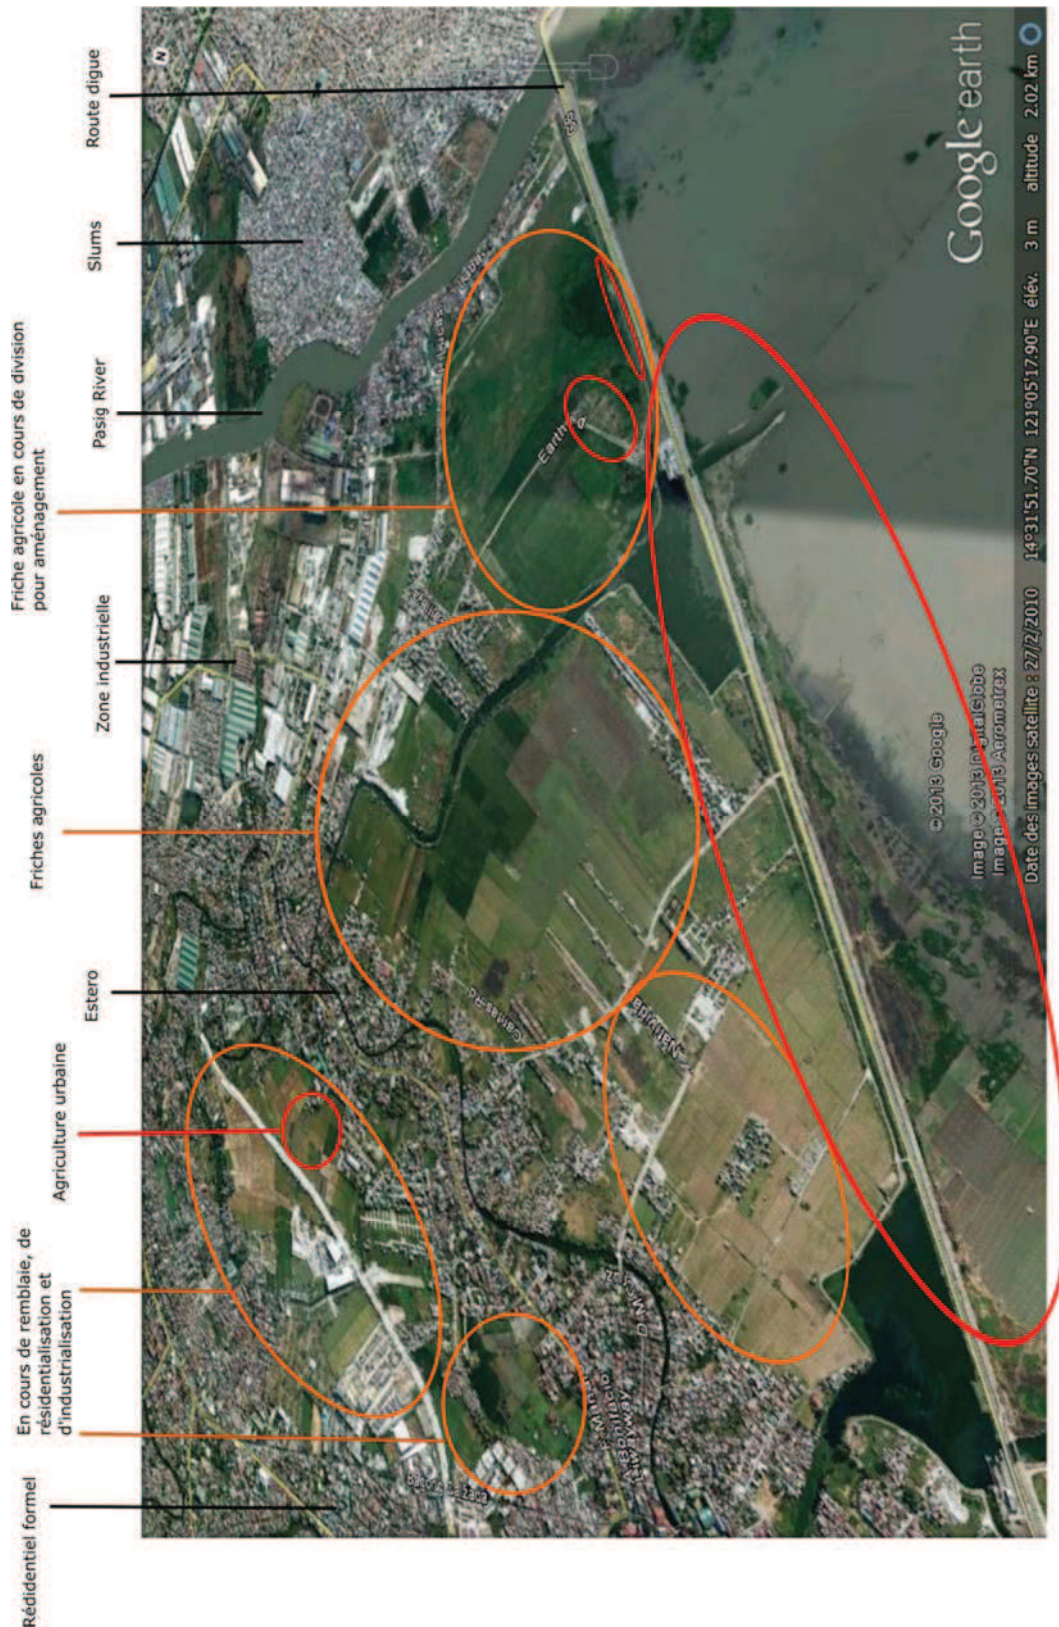 Rédidentiel formel
En cours de remblaie, de
résidentialisation et
d'industrialisation
Agriculture urbaine
Estero
Friches agricoles
Zone industrielle
Friche agricole en cours de division
pour aménagement
Pasig River
Slums
Route digue
N
Earth Rd
59
© 2013 Google
Image © 2013 DigitalGlobe
Image © 2013 Aerometrex
Google earth
Date des images satellite : 27/2/2010 14°31'51.70"N 121°05'17.90"E élév. 3 m altitude 2.02 km